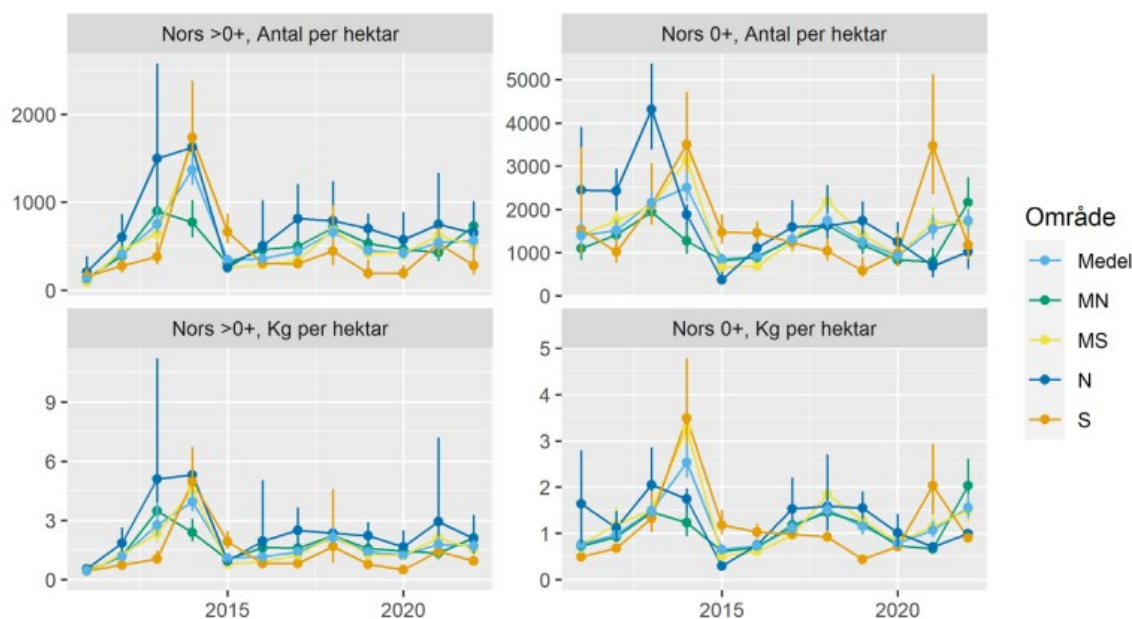 Nors >0+, Antal per hektar
Nors 0+, Antal per hektar
2000
1000
0
5000
4000
3000
2000
1000
0
Nors >0+, Kg per hektar
Nors 0+, Kg per hektar
9
6
3
0
5
4
3
2
1
0
2015
2020
2015
2020
Område
Medel
MN
MS
N
S